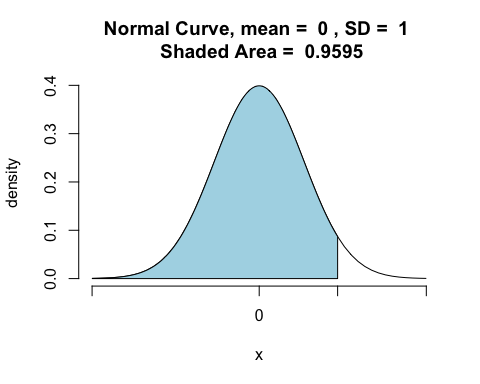 Normal Curve, mean =  0 , SD =  1
Shaded Area =  0.9595
0.4
0.3
0.2
0.1
0.0
density
0
x